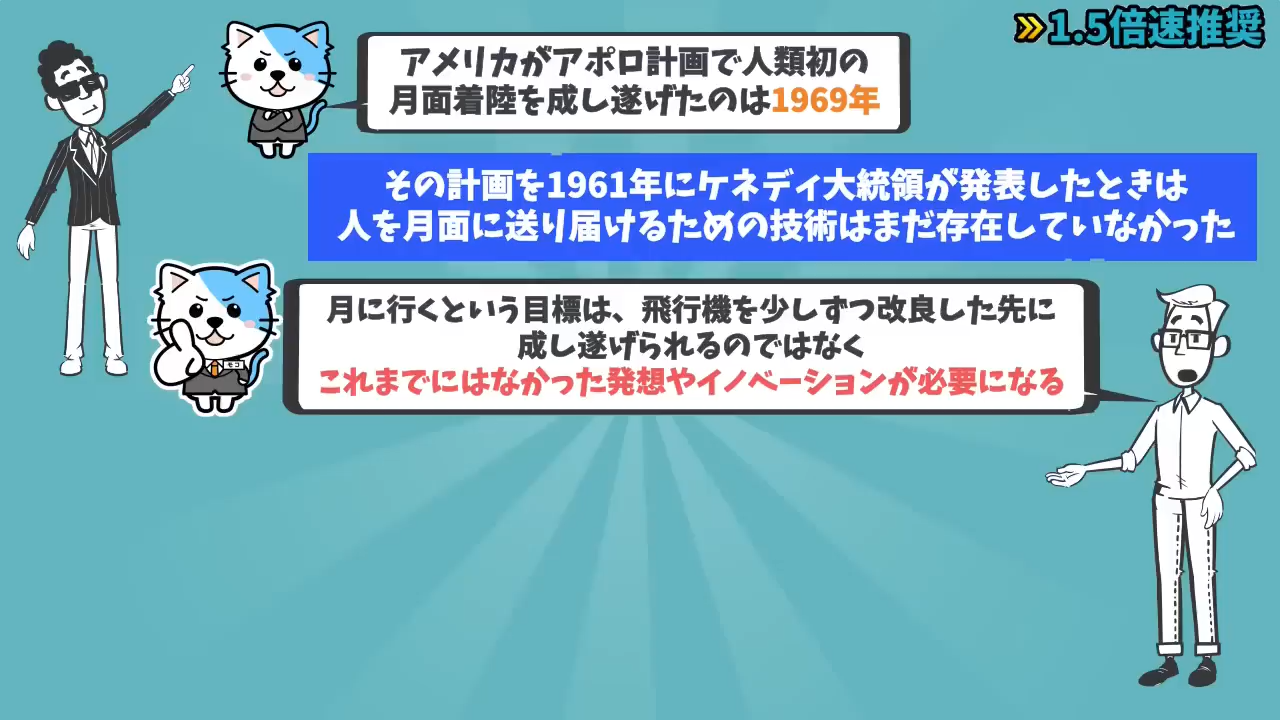 1.5倍速推奨
アメリカがアポロ計画で人類初の
月面着陸を成し遂げたのは1969年
その計画を1961年にケネディ大統領が発表したときは
人を月面に送り届けるための技術はまだ存在していなかった
月に行くという目標は、飛行機を少しずつ改良した先に
成し遂げられるのではなく
これまでにはなかった発想やイノベーションが必要になる
モコ